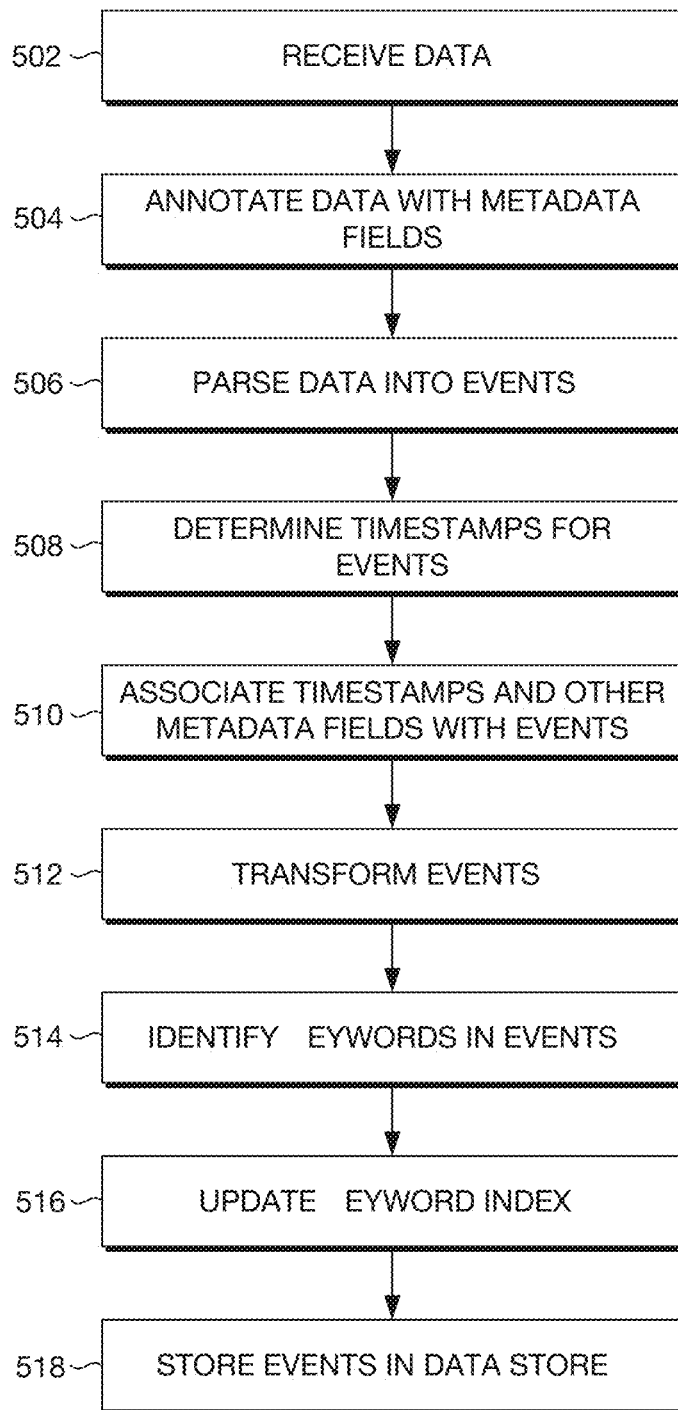 502
RECEIVE DATA
504
ANNOTATE DATA WITH METADATA
FIELDS
506
PARSE DATA INTO EVENTS
508
DETERMINE TIMESTAMPS FOR
EVENTS
510
ASSOCIATE TIMESTAMPS AND OTHER
METADATA FIELDS WITH EVENTS
512
TRANSFORM EVENTS
514
IDENTIFY EYWORDS IN EVENTS
516
UPDATE EYWORD INDEX
518
STORE EVENTS IN DATA STORE